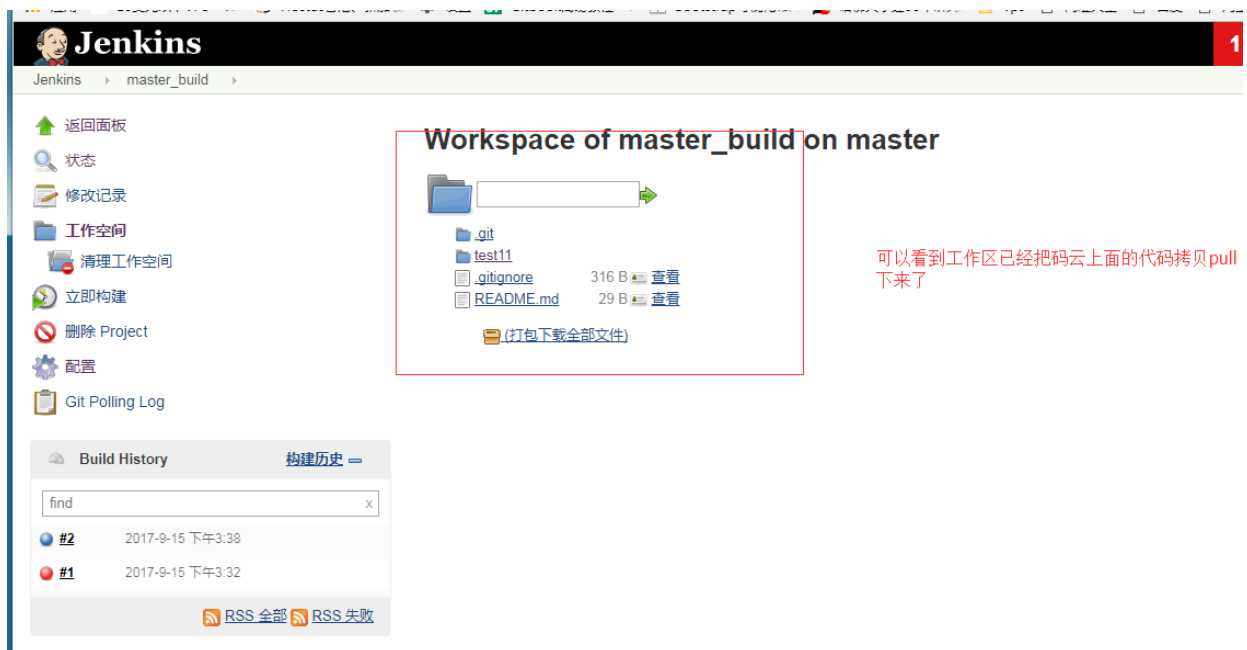 Jenkins
1
Jenkins
master_build
返回面板
状态
修改记录
工作空间
清理工作空间
立即构建
删除 Project
配置
Git Polling Log
Build History
构建历史
find
x
#2
2017-9-15 下午3:38
#1
2017-9-15 下午3:32
RSS 全部
RSS 失败
Workspace of master_build on master
.git
test11
.gitignore 316 B 查看
README.md 29 B 查看
(打包下载全部文件)
可以看到工作区已经把码云上面的代码拷贝pull
下来了